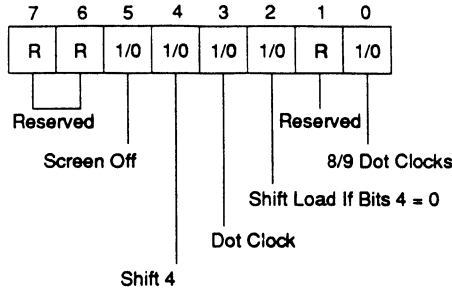 7 6 5 4 3 2 1 0
R R 1/0 1/0 1/0 1/0 R 1/0
Reserved Reserved
Screen Off 8/9 Dot Clocks
Shift Load If Bits 4 = 0
Dot Clock
Shift 4